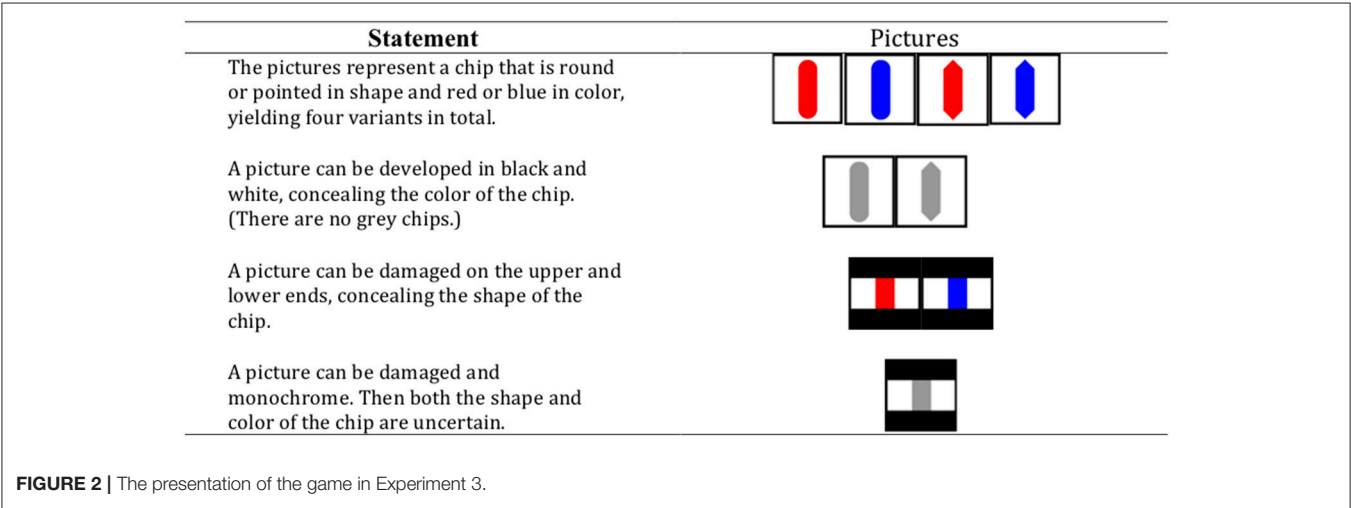 Statement
Pictures
The pictures represent a chip that is round
or pointed in shape and red or blue in color,
yielding four variants in total.
A picture can be developed in black and
white, concealing the color of the chip.
(There are no grey chips.)
A picture can be damaged on the upper and
lower ends, concealing the shape of the
chip.
A picture can be damaged and
monochrome. Then both the shape and
color of the chip are uncertain.
FIGURE 2 | The presentation of the game in Experiment 3.